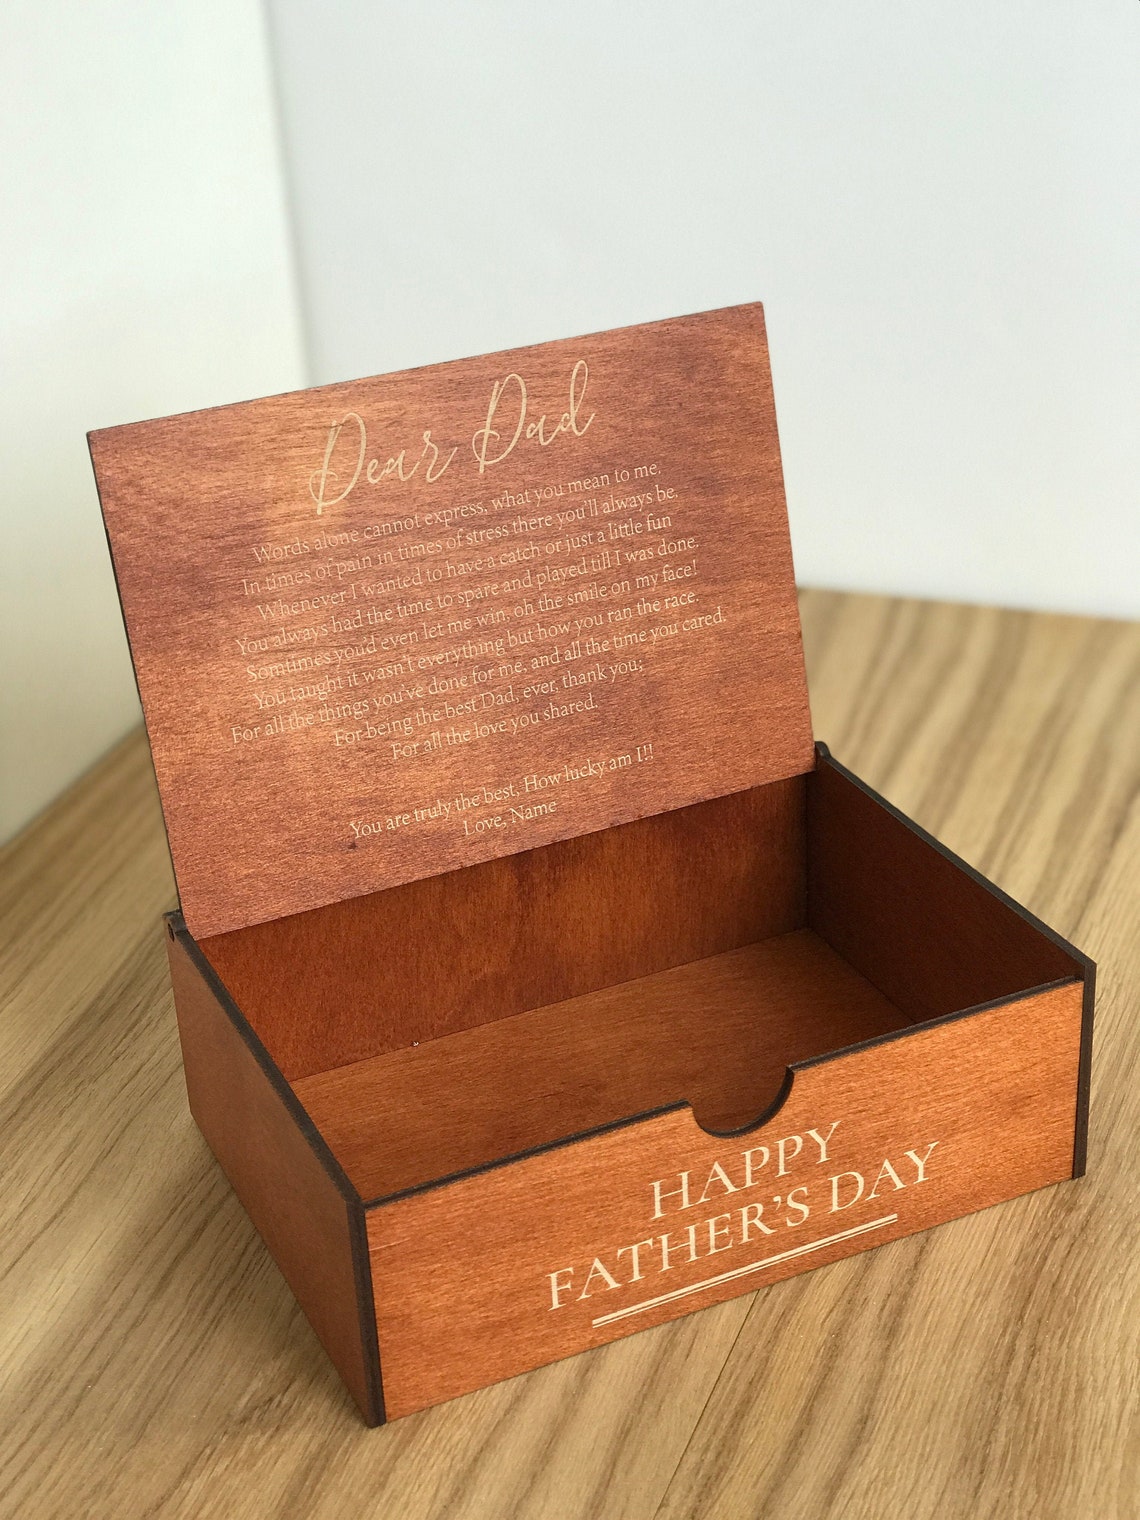 Dear Dad
Words alone cannot express, what you mean to me.
In times of pain in times of stress there you'll always be.
Whenever I wanted to have a catch or just a little fun
You always had the time to spare and played till I was done.
Somtimes you'd even let me win, oh the smile on my face!
You taught it wasn't everything but how you ran the race.
For all the things you've done for me, and all the time you cared.
For being the best Dad, ever, thank you;
For all the love you shared.
You are truly the best, How lucky am I!!
Love, Name
HAPPY
FATHER'S DAY